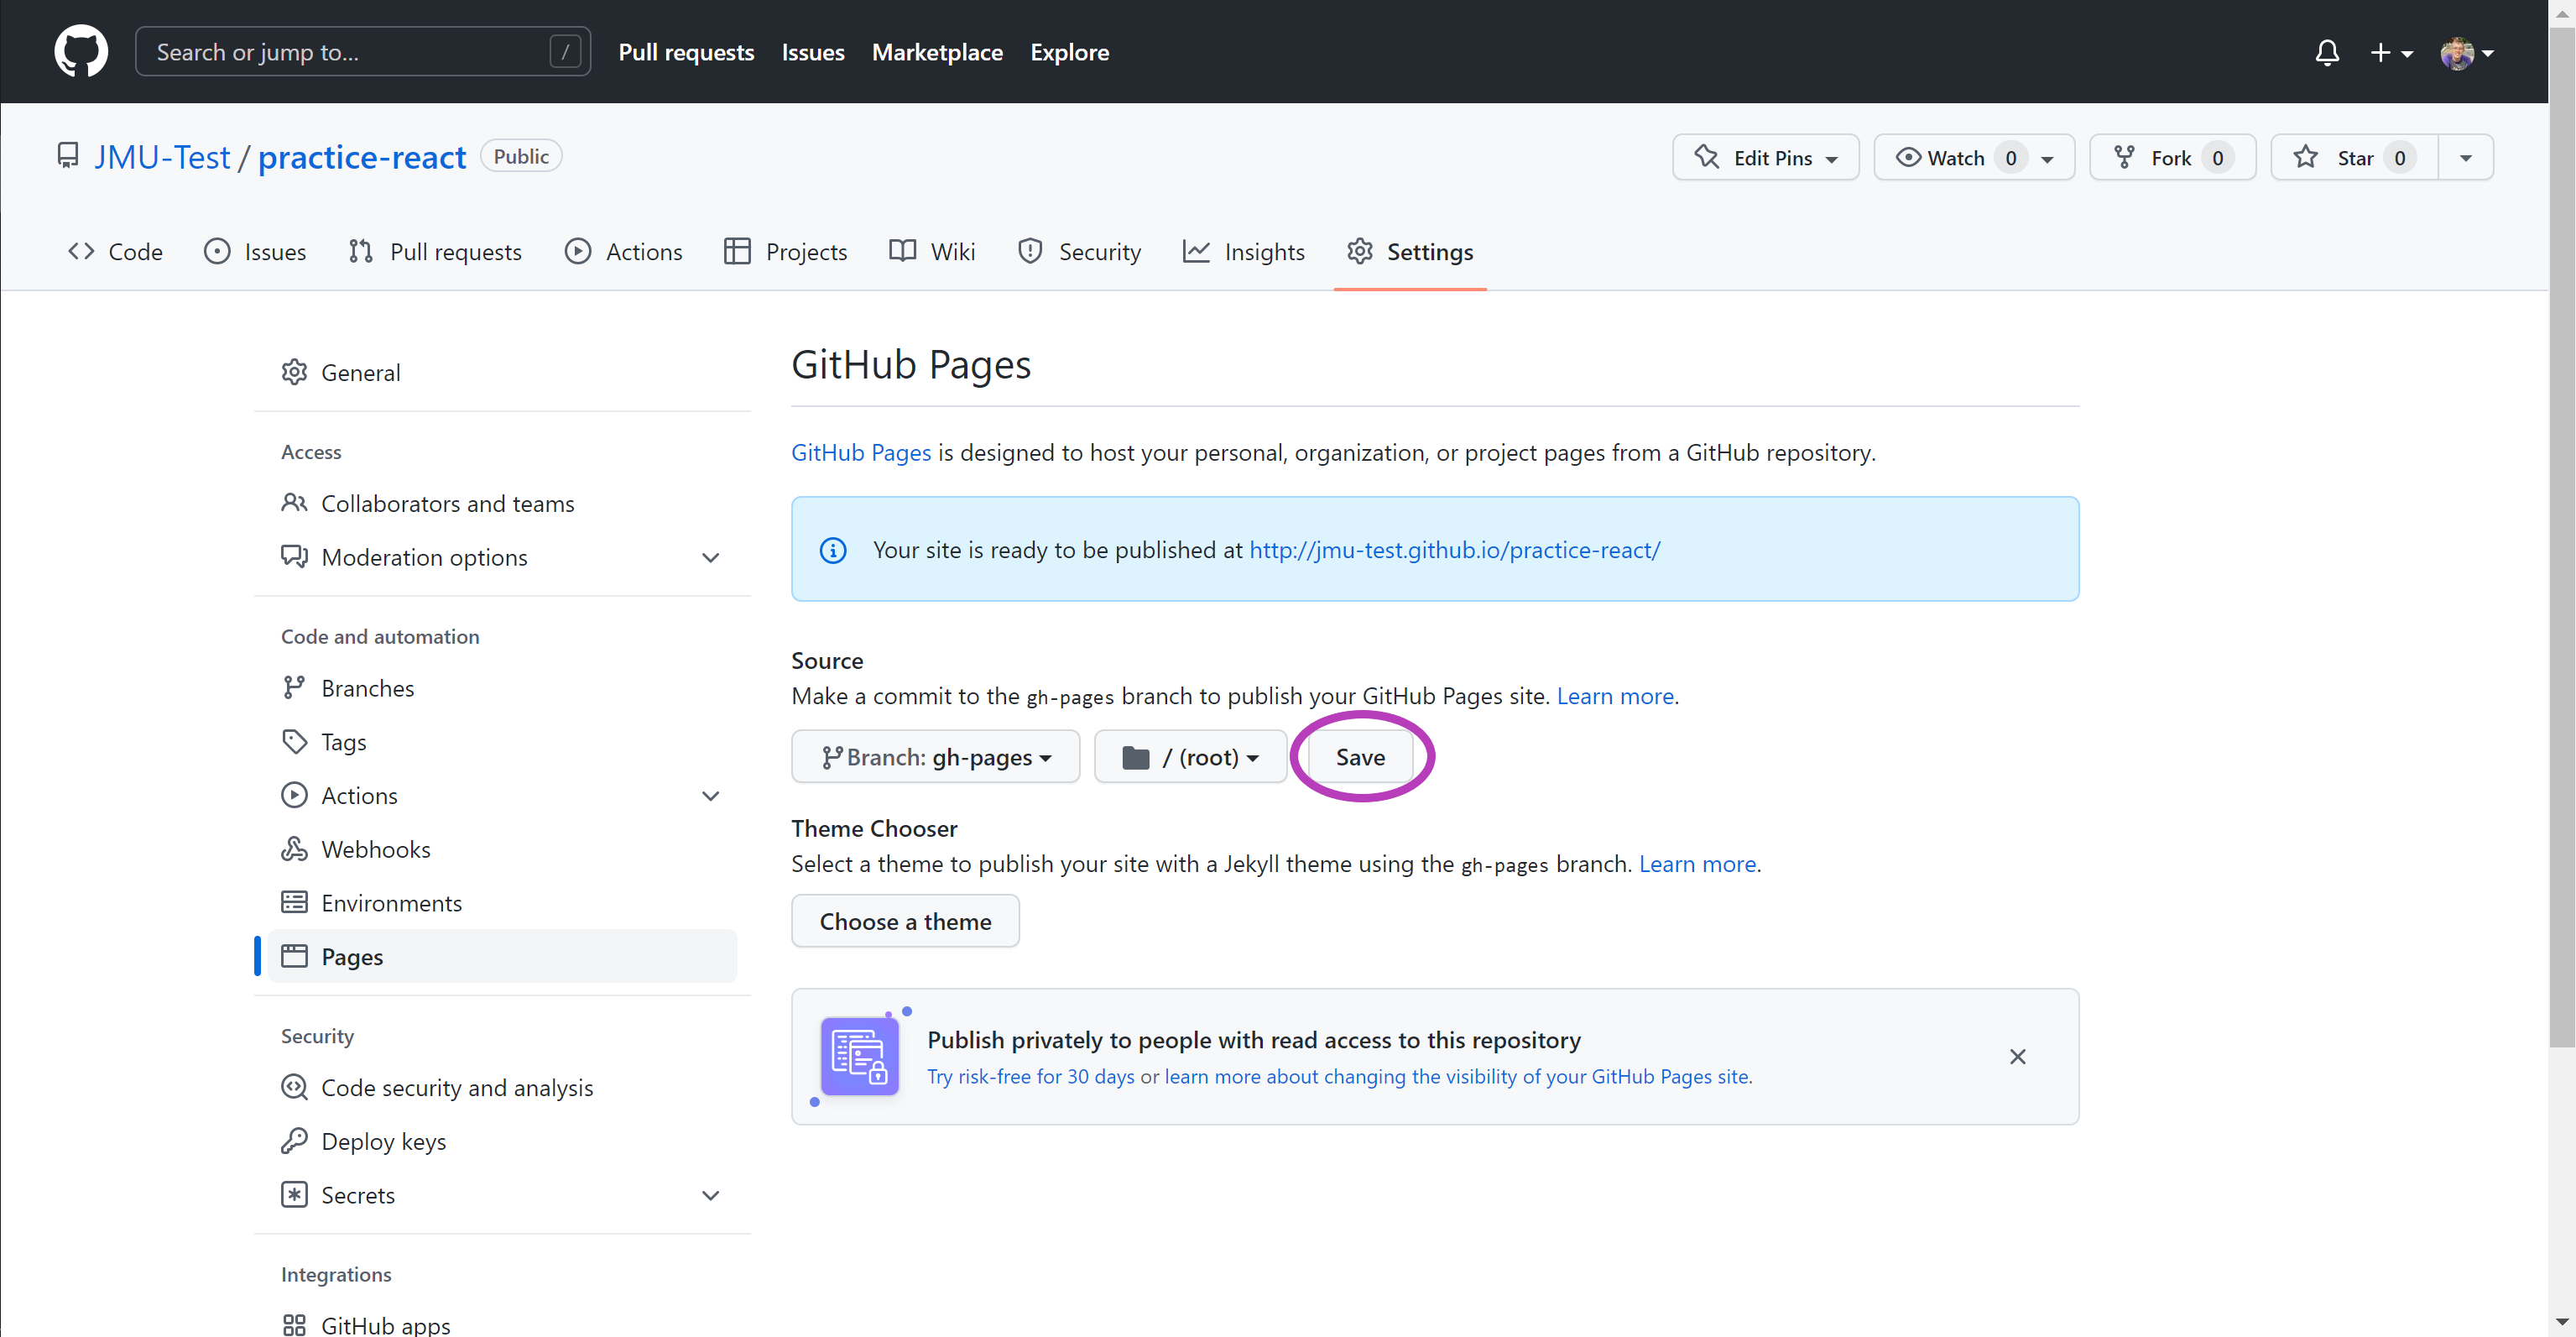 Search or jump to... /
Pull requests Issues Marketplace Explore
JMU-Test / practice-react Public
Edit Pins Watch 0 Fork 0 Star 0
Code Issues Pull requests Actions Projects Wiki Security Insights Settings
General
Access
Collaborators and teams
Moderation options
Code and automation
Branches
Tags
Actions
Webhooks
Environments
Pages
Security
Code security and analysis
Deploy keys
Secrets
Integrations
GitHub apps
GitHub Pages
GitHub Pages is designed to host your personal, organization, or project pages from a GitHub repository.
Your site is ready to be published at http://jmu-test.github.io/practice-react/
Source
Make a commit to the gh-pages branch to publish your GitHub Pages site. Learn more.
Branch: gh-pages / (root) Save
Theme Chooser
Select a theme to publish your site with a Jekyll theme using the gh-pages branch. Learn more.
Choose a theme
Publish privately to people with read access to this repository
Try risk-free for 30 days or learn more about changing the visibility of your GitHub Pages site.